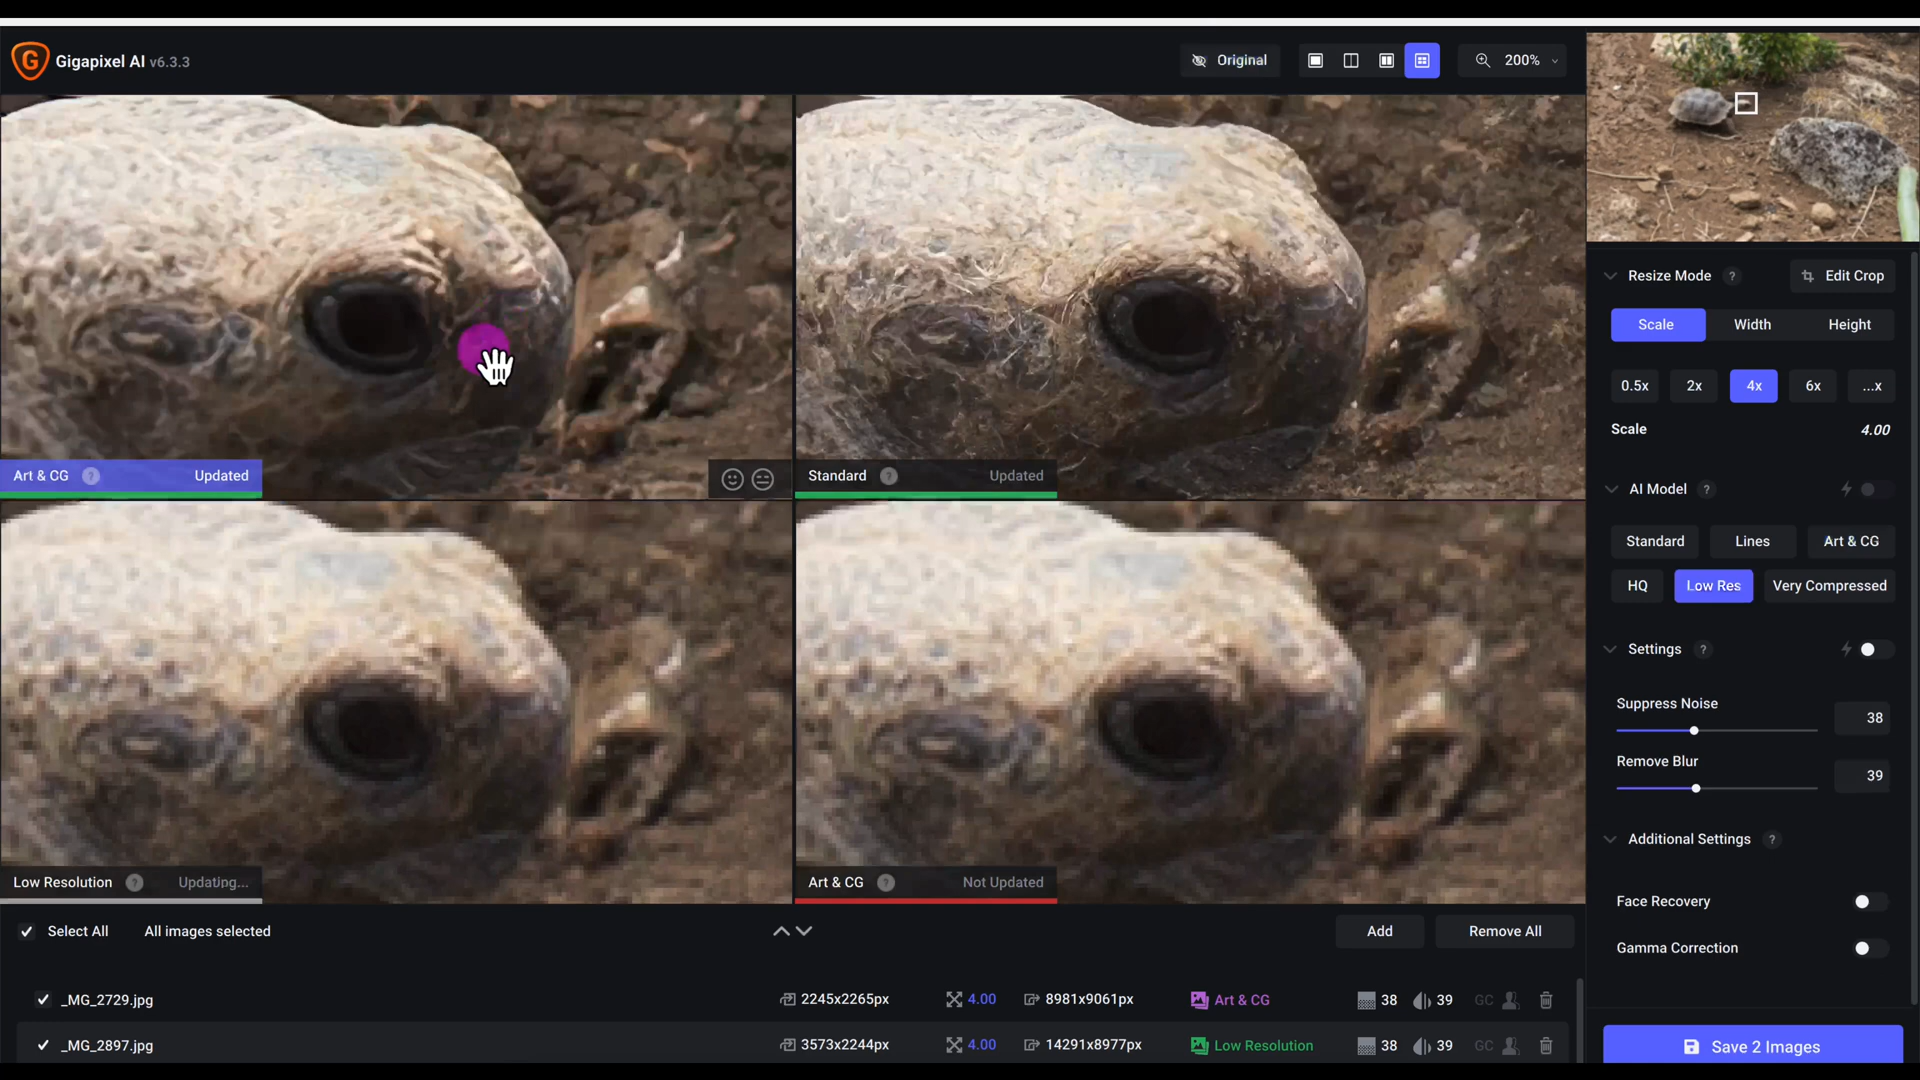 G Gigapixel AI v6.3.3
Original
200%
Resize Mode ?
Edit Crop
Scale Width Height
0.5x 2x 4x 6x ...x
Scale 4.00
Art & CG ? Updated
Standard ? Updated
AI Model ?
Standard Lines Art & CG
HQ Low Res Very Compressed
Settings ?
Suppress Noise 38
Remove Blur 39
Additional Settings ?
Low Resolution ? Updating...
Art & CG ? Not Updated
Face Recovery
Gamma Correction
Select All All images selected
Add Remove All
_MG_2729.jpg 2245x2265px 4.00 8981x9061px Art & CG 38 39 GC
_MG_2897.jpg 3573x2244px 4.00 14291x8977px Low Resolution 38 39 GC
Save 2 Images